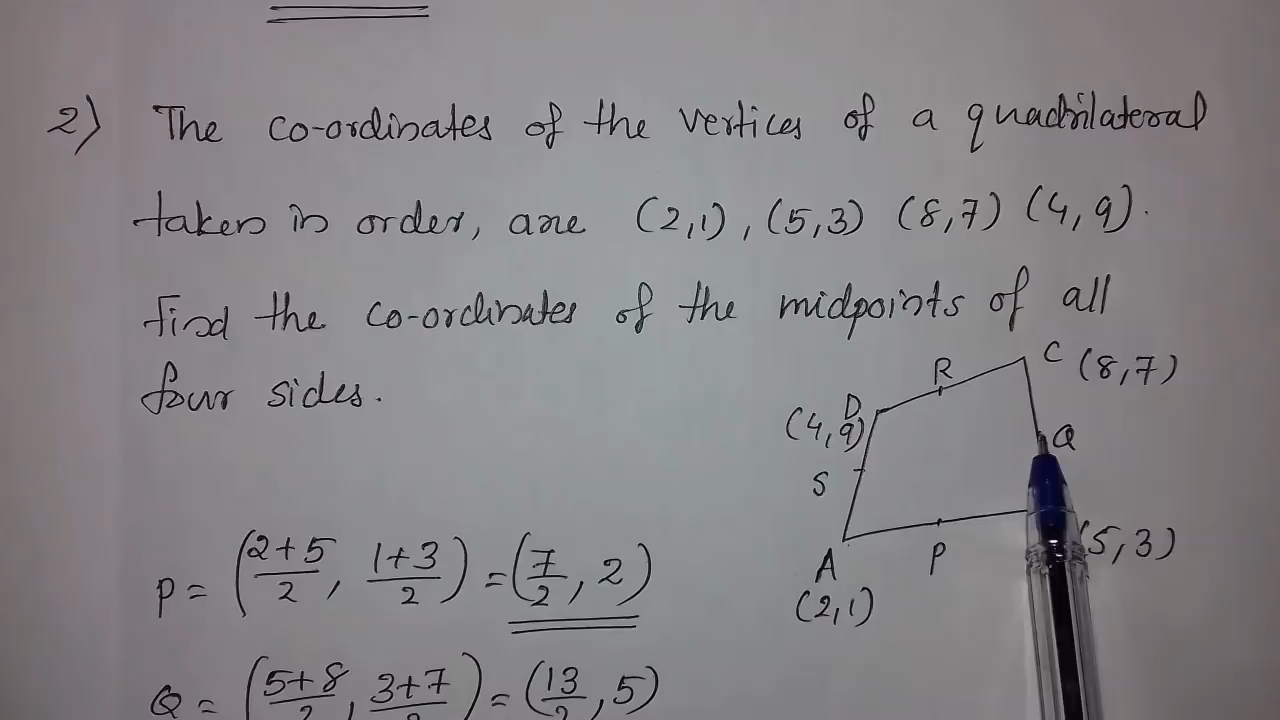 2) The co-ordinates of the vertices of a quadrilateral
taken in order, are (2,1), (5,3) (8,7) (4,9).
Find the co-ordinates of the midpoints of all
four sides.
R
C (8,7)
D
(4,9)
Q
S
A
P
(5,3)
(2,1)
P = (2+5/2, 1+3/2) = (7/2, 2)
Q = (5+8/2, 3+7/2) = (13/2, 5)